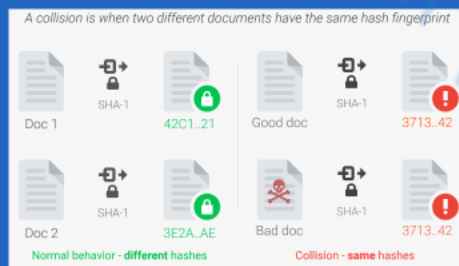 A collision is when two different documents have the same hash fingerprint
SHA-1
Doc 1
42C1..21
SHA-1
Doc 2
3E2A..AE
Normal behavior - different hashes
SHA-1
Good doc
3713..42
SHA-1
Bad doc
3713..42
Collision - same hashes